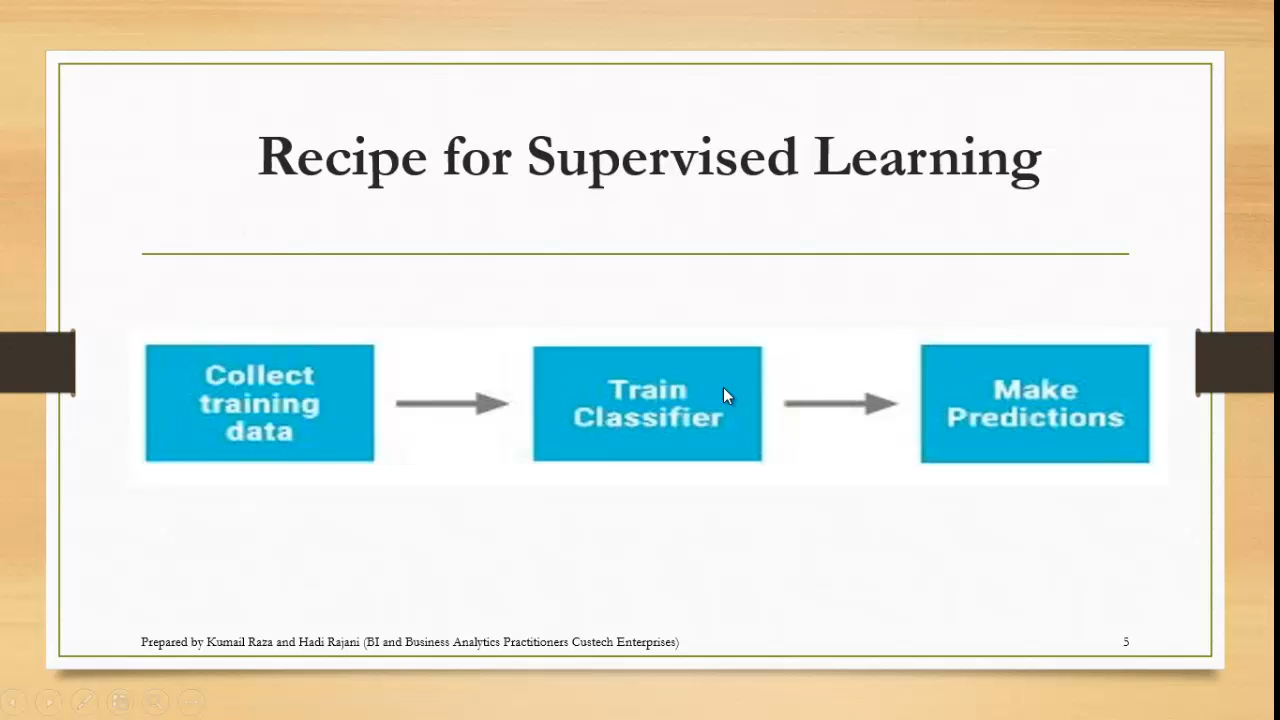 Recipe for Supervised Learning
Collect
training
data
Train
Classifier
Make
Predictions
Prepared by Kumail Raza and Hadi Rajani (BI and Business Analytics Practitioners Custech Enterprises)
5